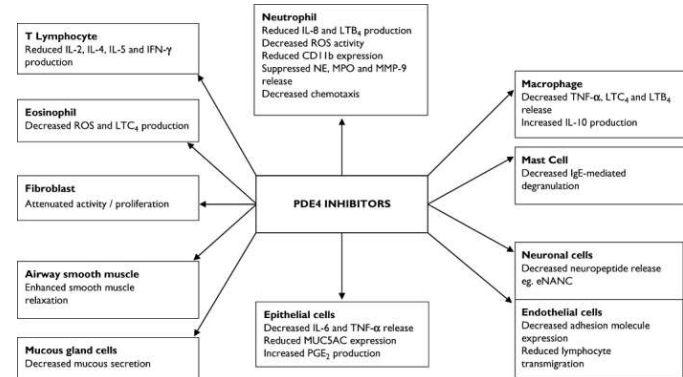 T Lymphocyte
Reduced IL-2, IL-4, IL-5 and IFN-γ
production
Eosinophil
Decreased ROS and LTC₄ production
Fibroblast
Attenuated activity / proliferation
Airway smooth muscle
Enhanced smooth muscle
relaxation
Mucous gland cells
Decreased mucous secretion
Neutrophil
Reduced IL-8 and LTB₄ production
Decreased ROS activity
Reduced CD11b expression
Suppressed NE, MPO and MMP-9
release
Decreased chemotaxis
PDE4 INHIBITORS
Epithelial cells
Decreased IL-6 and TNF-α release
Reduced MUC5AC expression
Increased PGE₂ production
Macrophage
Decreased TNF-α, LTC₄ and LTB₄
release
Increased IL-10 production
Mast Cell
Decreased IgE-mediated
degranulation
Neuronal cells
Decreased neuropeptide release
eg. eNANC
Endothelial cells
Decreased adhesion molecule
expression
Reduced lymphocyte
transmigration